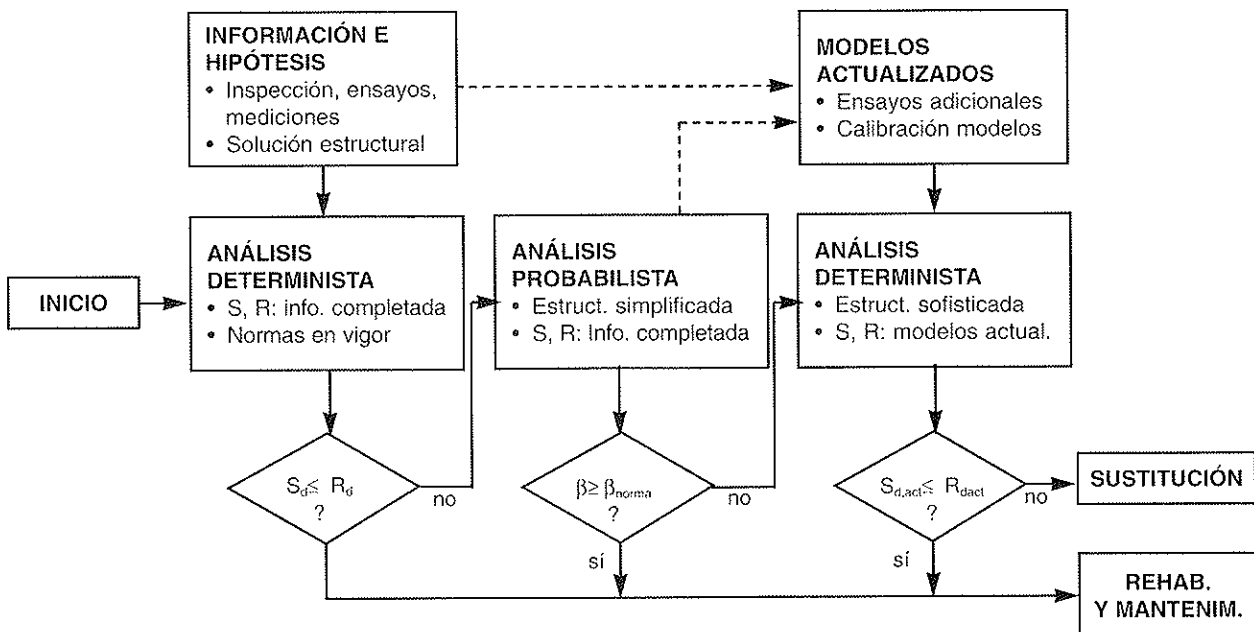 INFORMACIÓN E
HIPÓTESIS
• Inspección, ensayos,
mediciones
• Solución estructural
MODELOS
ACTUALIZADOS
• Ensayos adicionales
• Calibración modelos
INICIO
ANÁLISIS
DETERMINISTA
• S, R: info. completada
• Normas en vigor
ANÁLISIS
PROBABILISTA
• Estruct. simplificada
• S, R: Info. completada
ANÁLISIS
DETERMINISTA
• Estruct. sofisticada
• S, R: modelos actual.
S_d ≤ R_d
?
no
β ≥ β_norma
?
no
sí
S_d,act ≤ R_dact
?
no
sí
SUSTITUCIÓN
REHAB.
Y MANTENIM.